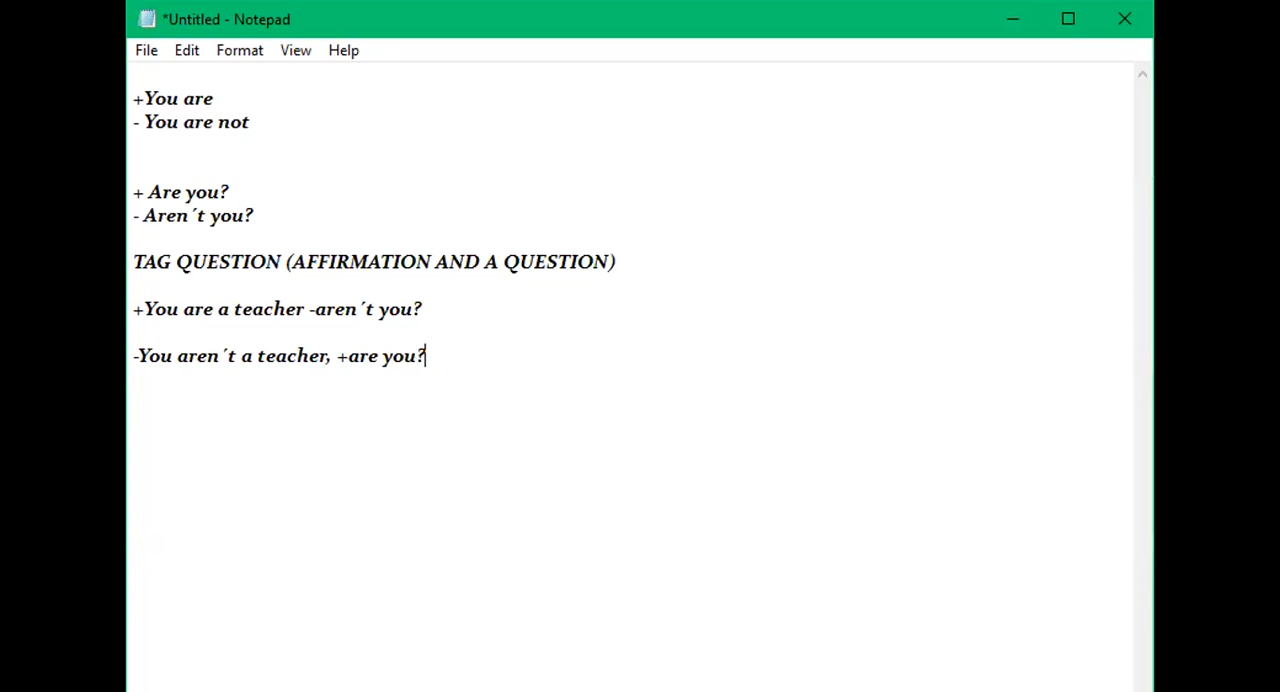 *Untitled - Notepad
File Edit Format View Help
+You are
- You are not
+ Are you?
- Aren´t you?
TAG QUESTION (AFFIRMATION AND A QUESTION)
+You are a teacher -aren´t you?
-You aren´t a teacher, +are you?